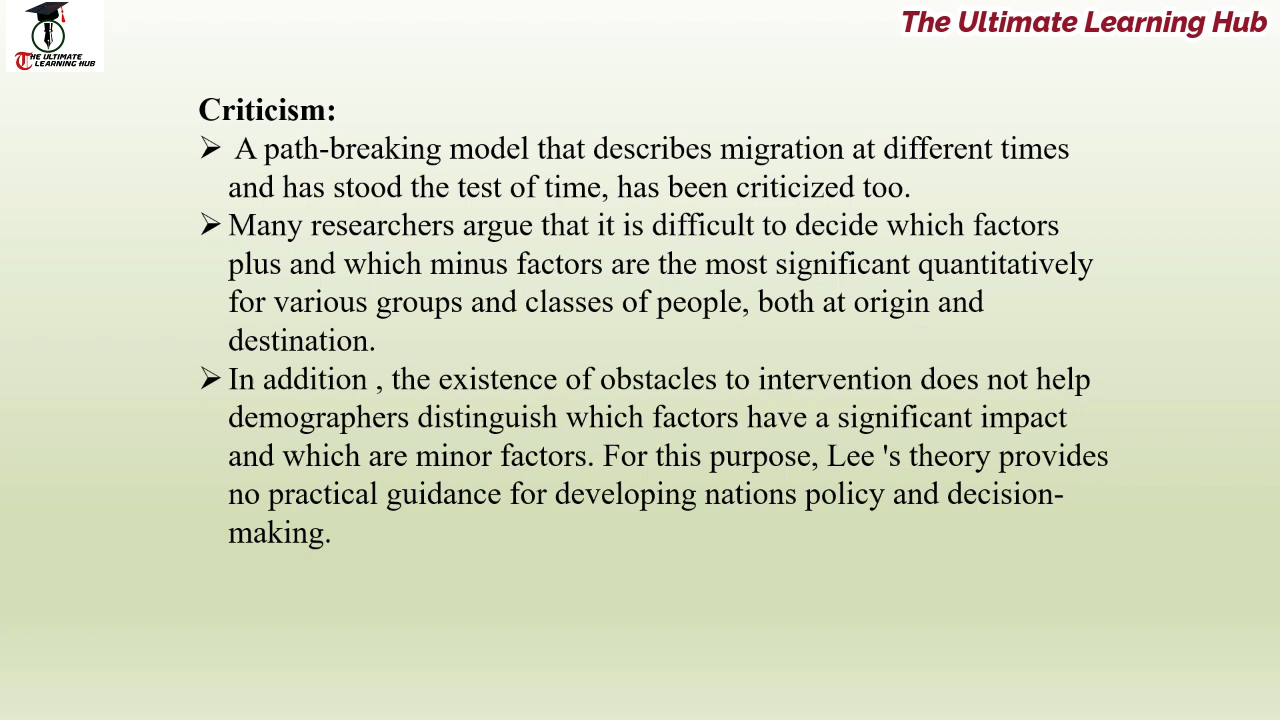 The Ultimate Learning Hub
THE ULTIMATE
LEARNING HUB
Criticism:
➢ A path-breaking model that describes migration at different times
and has stood the test of time, has been criticized too.
➢ Many researchers argue that it is difficult to decide which factors
plus and which minus factors are the most significant quantitatively
for various groups and classes of people, both at origin and
destination.
➢ In addition , the existence of obstacles to intervention does not help
demographers distinguish which factors have a significant impact
and which are minor factors. For this purpose, Lee 's theory provides
no practical guidance for developing nations policy and decision-
making.